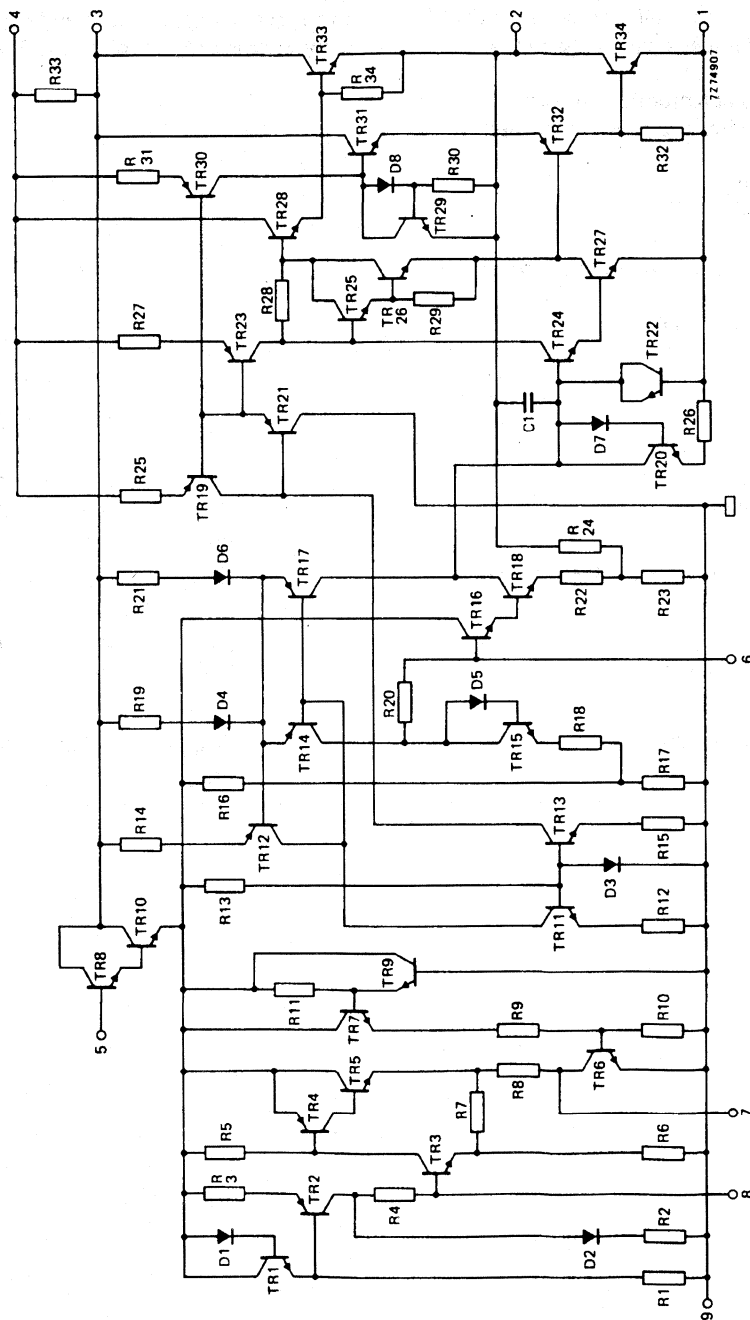 4
3
2
1
R33
TR33
R
34
TR34
7Z74907
R
31
TR30
TR31
TR32
R32
D8
R30
TR29
TR28
R28
TR25
TR
26
R29
TR27
R27
TR23
TR24
TR22
TR21
C1
D7
R26
TR20
R25
TR19
R21
D6
TR17
R
24
TR18
R22
R23
TR16
6
R20
R19
D4
TR14
D5
TR15
R18
R16
R17
R14
TR12
TR13
R15
R13
D3
TR11
R12
TR10
TR8
5
TR9
R11
TR7
R9
R10
TR5
R8
TR6
TR4
R7
7
R5
TR3
R6
R
3
TR2
R4
8
D1
TR1
D2
R2
R1
9